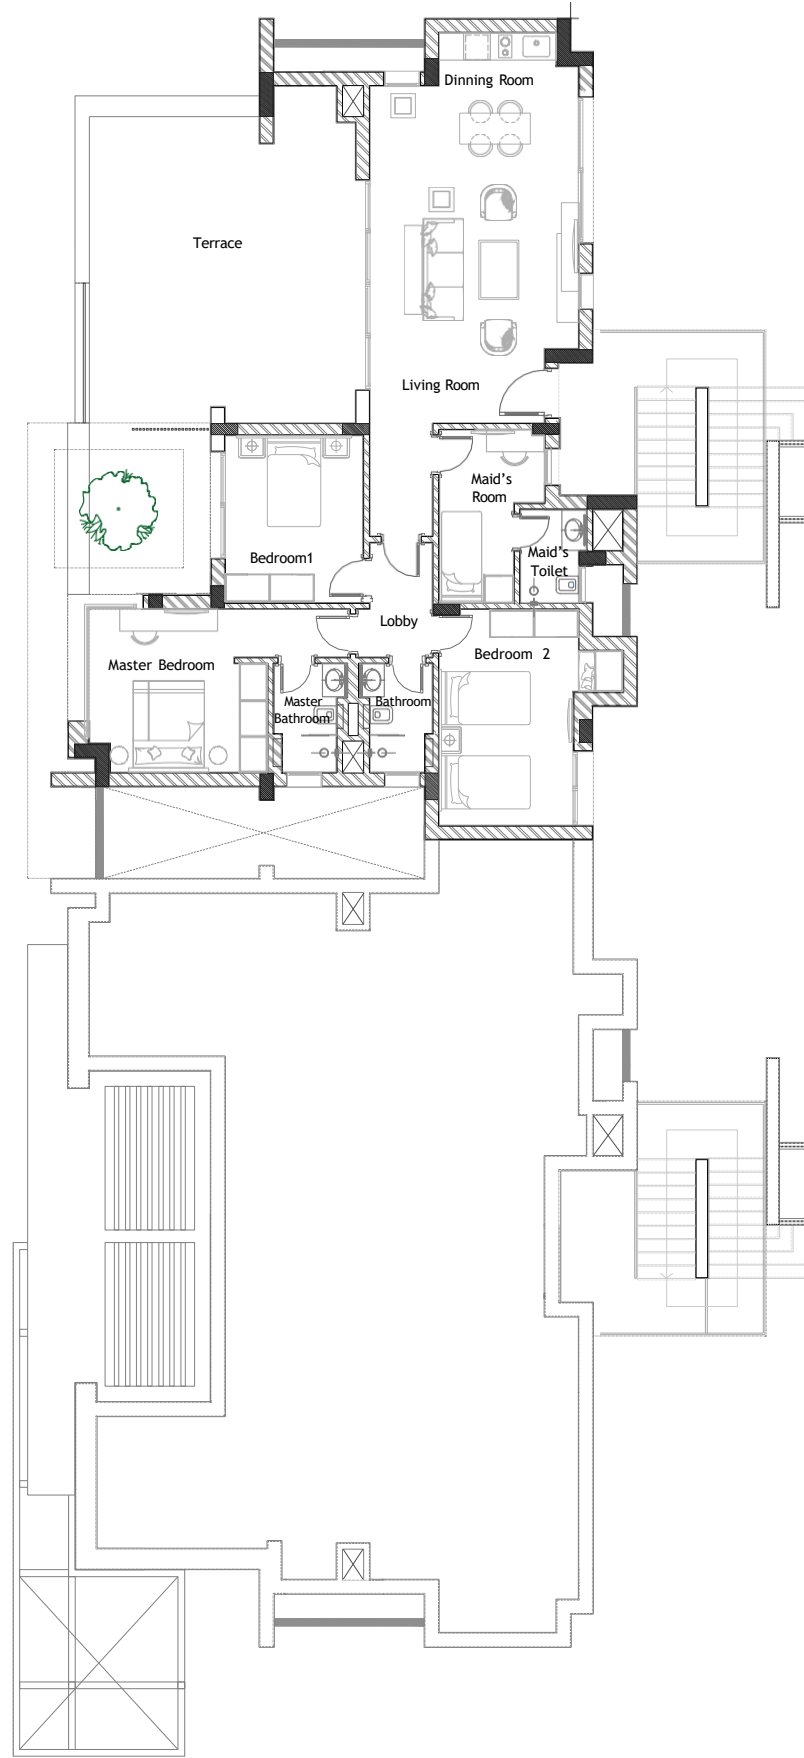 Dinning Room
Terrace
Living Room
Maid's
Room
Bedroom1
Maid's
Toilet
Lobby
Master Bedroom
Bedroom 2
Master
Bathroom
Bathroom